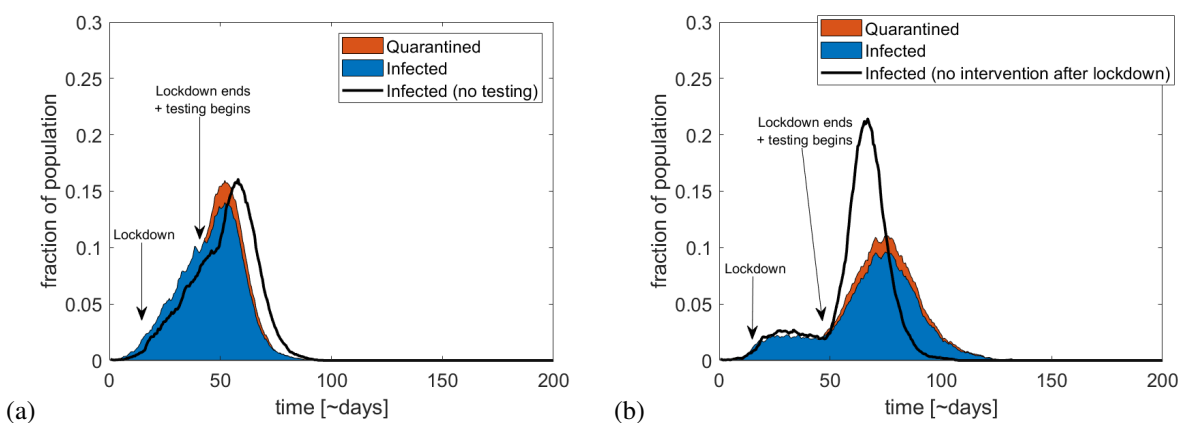 0.3
0.25
0.2
0.15
0.1
0.05
0
fraction of population
Quarantined
Infected
Infected (no testing)
Lockdown ends
+ testing begins
Lockdown
0 50 100 150 200
time [~days]
(a)
0.3
0.25
0.2
0.15
0.1
0.05
0
fraction of population
Quarantined
Infected
Infected (no intervention after lockdown)
Lockdown ends
+ testing begins
Lockdown
0 50 100 150 200
time [~days]
(b)